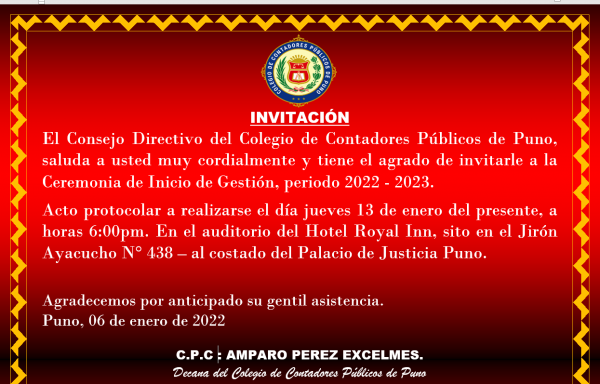 COLEGIO DE CONTADORES PÚBLICOS DE PUNO
INVITACIÓN
El Consejo Directivo del Colegio de Contadores Públicos de Puno,
saluda a usted muy cordialmente y tiene el agrado de invitarle a la
Ceremonia de Inicio de Gestión, periodo 2022 - 2023.
Acto protocolar a realizarse el día jueves 13 de enero del presente, a
horas 6:00pm. En el auditorio del Hotel Royal Inn, sito en el Jirón
Ayacucho N° 438 – al costado del Palacio de Justicia Puno.
Agradecemos por anticipado su gentil asistencia.
Puno, 06 de enero de 2022
C.P.C : AMPARO PEREZ EXCELMES.
Decana del Colegio de Contadores Públicos de Puno